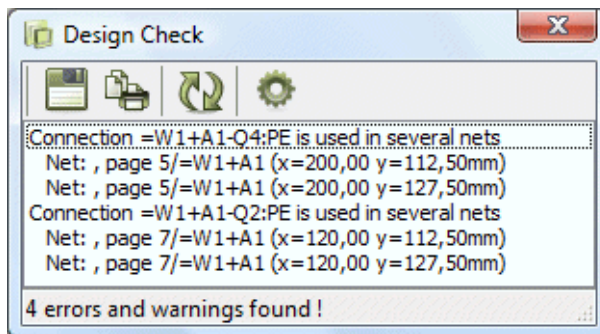 Design Check
Connection =W1+A1-Q4:PE is used in several nets
Net: , page 5/=W1+A1 (x=200,00 y=112,50mm)
Net: , page 5/=W1+A1 (x=200,00 y=127,50mm)
Connection =W1+A1-Q2:PE is used in several nets
Net: , page 7/=W1+A1 (x=120,00 y=112,50mm)
Net: , page 7/=W1+A1 (x=120,00 y=127,50mm)
4 errors and warnings found !